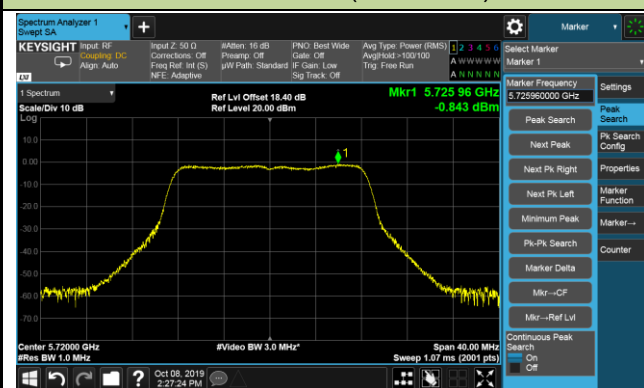 Spectrum Analyzer 1
Swept SA
+
Marker
KEYSIGHT
Input: RF
Coupling: DC
Align: Auto
Input Z: 50 Ω
Corrections: Off
Freq Ref: Int (S)
NFE: Adaptive
#Atten: 16 dB
Preamp: Off
µW Path: Standard
PNO: Best Wide
Gate: Off
IF Gain: Low
Sig Track: Off
Avg Type: Power (RMS)
Avg|Hold:>100/100
Trig: Free Run
1 2 3 4 5 6
A W W W W W
A N N N N N
LXI
Select Marker
Marker 1
1 Spectrum
Scale/Div 10 dB
Log
Ref Lvl Offset 18.40 dB
Ref Level 20.00 dBm
Mkr1 5.725 96 GHz
-0.843 dBm
10.0
0.00
-10.0
-20.0
-30.0
-40.0
-50.0
-60.0
-70.0
1
Center 5.72000 GHz
#Res BW 1.0 MHz
#Video BW 3.0 MHz*
Span 40.00 MHz
Sweep 1.07 ms (2001 pts)
Marker Frequency
5.725960000 GHz
Peak Search
Next Peak
Next Pk Right
Next Pk Left
Minimum Peak
Pk-Pk Search
Marker Delta
Mkr→CF
Mkr→Ref Lvl
Continuous Peak
Search
On
Off
Settings
Peak
Search
Pk Search
Config
Properties
Marker
Function
Marker→
Counter
?
Oct 08, 2019
2:27:24 PM